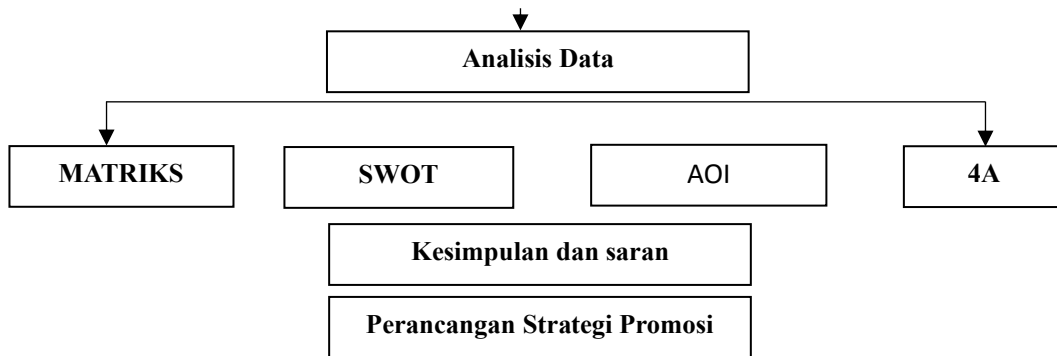 Analisis Data
MATRIKS
SWOT
AOI
4A
Kesimpulan dan saran
Perancangan Strategi Promosi